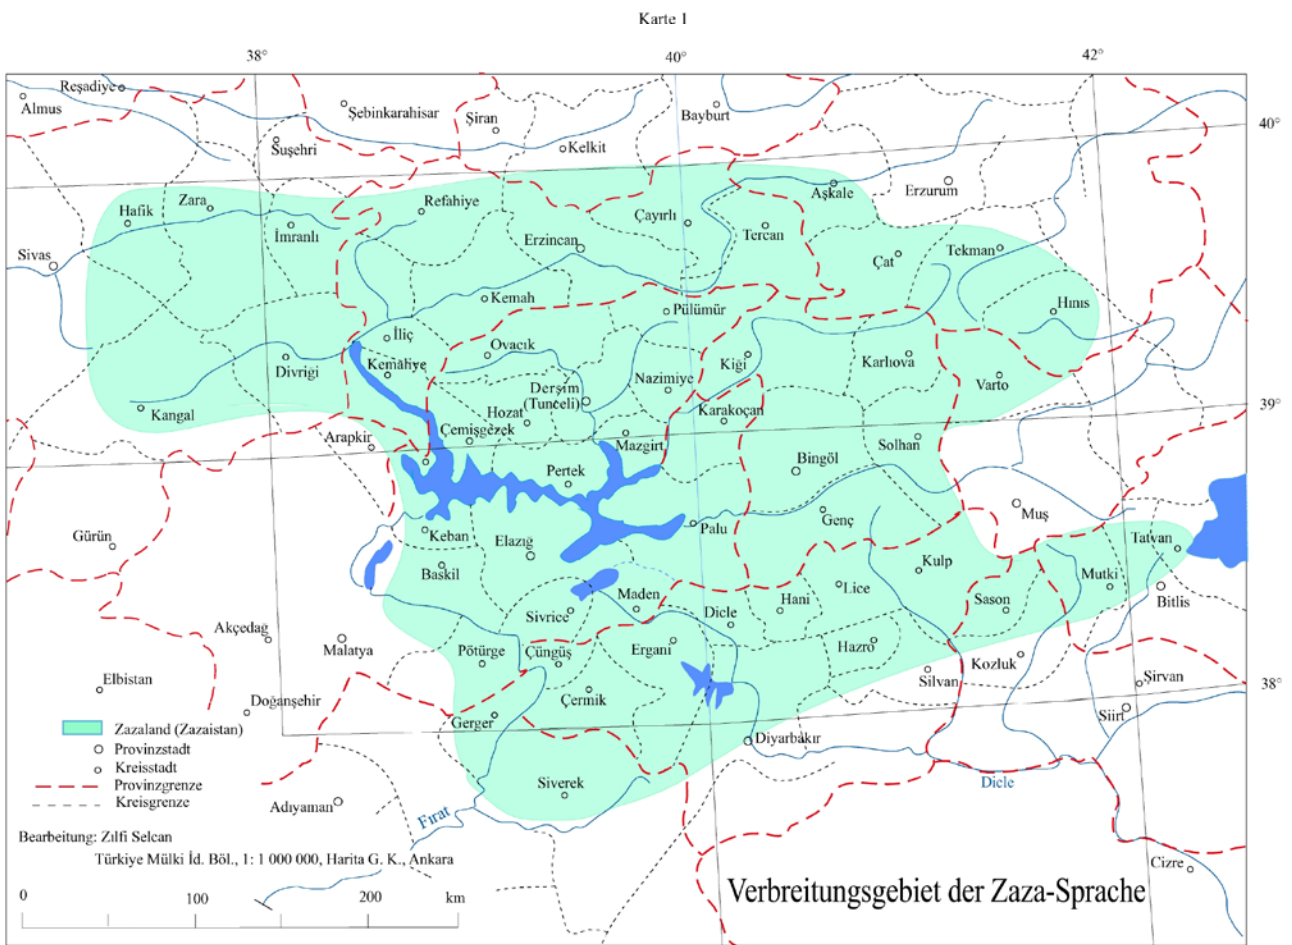 Karte 1
38°
40°
42°
Reşadiye
Almus
Şebinkarahisar
Şiran
Bayburt
40°
Suşehri
Kelkit
Aşkale
Erzurum
Zara
Refahiye
Hafik
Çayırlı
İmranlı
Tercan
Erzincan
Sivas
Çat
Tekman
Kemah
Pülümür
Hınıs
İliç
Ovacık
Divrigi
Kemaliye
Kiğı
Karlıova
Nazimiye
Varto
Dersim
(Tunceli)
Kangal
Hozat
Karakoçan
39°
Çemişgezek
Arapkir
Mazgirt
Solhan
Bingöl
Pertek
Muş
Genç
Palu
Gürün
Keban
Elazığ
Tatvan
Baskil
Kulp
Mutki
Lice
Maden
Hani
Sason
Bitlis
Sivrice
Dicle
Akçedağ
Malatya
Pötürge
Çüngüş
Ergani
Hazro
Kozluk
Elbistan
Silvan
Şirvan
38°
Doğanşehir
Çermik
Siirt
Gerger
Zazaland (Zazaistan)
Diyarbakır
Provinzstadt
Kreisstadt
Provinzgrenze
Siverek
Dicle
Kreisgrenze
Adıyaman
Fırat
Bearbeitung: Zılfi Selcan
Türkiye Mülki İd. Böl., 1: 1 000 000, Harita G. K., Ankara
Cizre
0 100 200 km
Verbreitungsgebiet der Zaza-Sprache